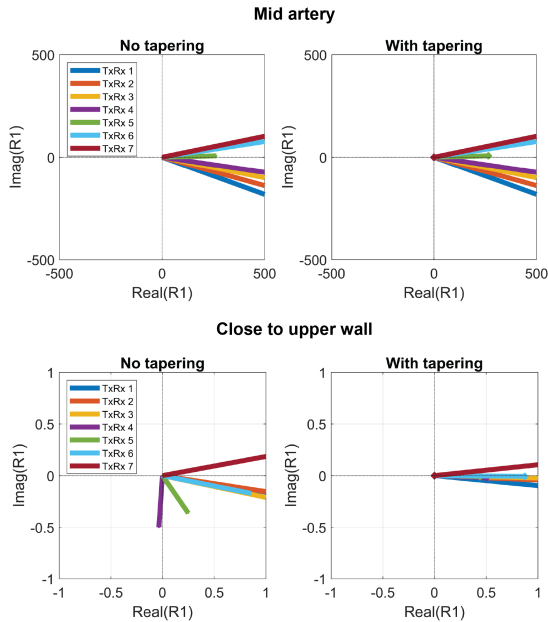 Mid artery
No tapering
With tapering
500
0
-500
Imag(R1)
TxRx 1
TxRx 2
TxRx 3
TxRx 4
TxRx 5
TxRx 6
TxRx 7
-500
0
500
Real(R1)
500
0
-500
Imag(R1)
-500
0
500
Real(R1)
Close to upper wall
No tapering
With tapering
1
0.5
0
-0.5
-1
Imag(R1)
TxRx 1
TxRx 2
TxRx 3
TxRx 4
TxRx 5
TxRx 6
TxRx 7
-1
-0.5
0
0.5
1
Real(R1)
1
0.5
0
-0.5
-1
Imag(R1)
-1
-0.5
0
0.5
1
Real(R1)